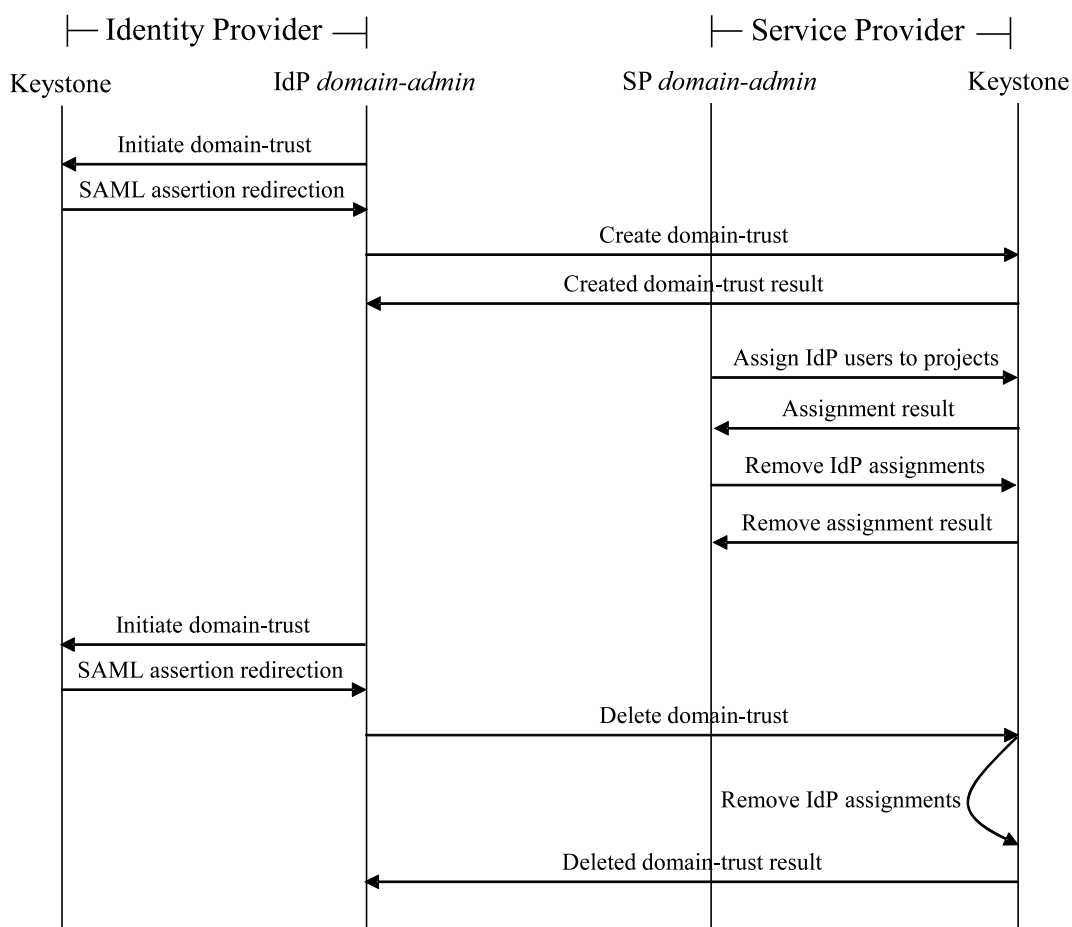 Identity Provider
Service Provider
Keystone
IdP domain-admin
SP domain-admin
Keystone
Initiate domain-trust
SAML assertion redirection
Create domain-trust
Created domain-trust result
Assign IdP users to projects
Assignment result
Remove IdP assignments
Remove assignment result
Initiate domain-trust
SAML assertion redirection
Delete domain-trust
Remove IdP assignments
Deleted domain-trust result